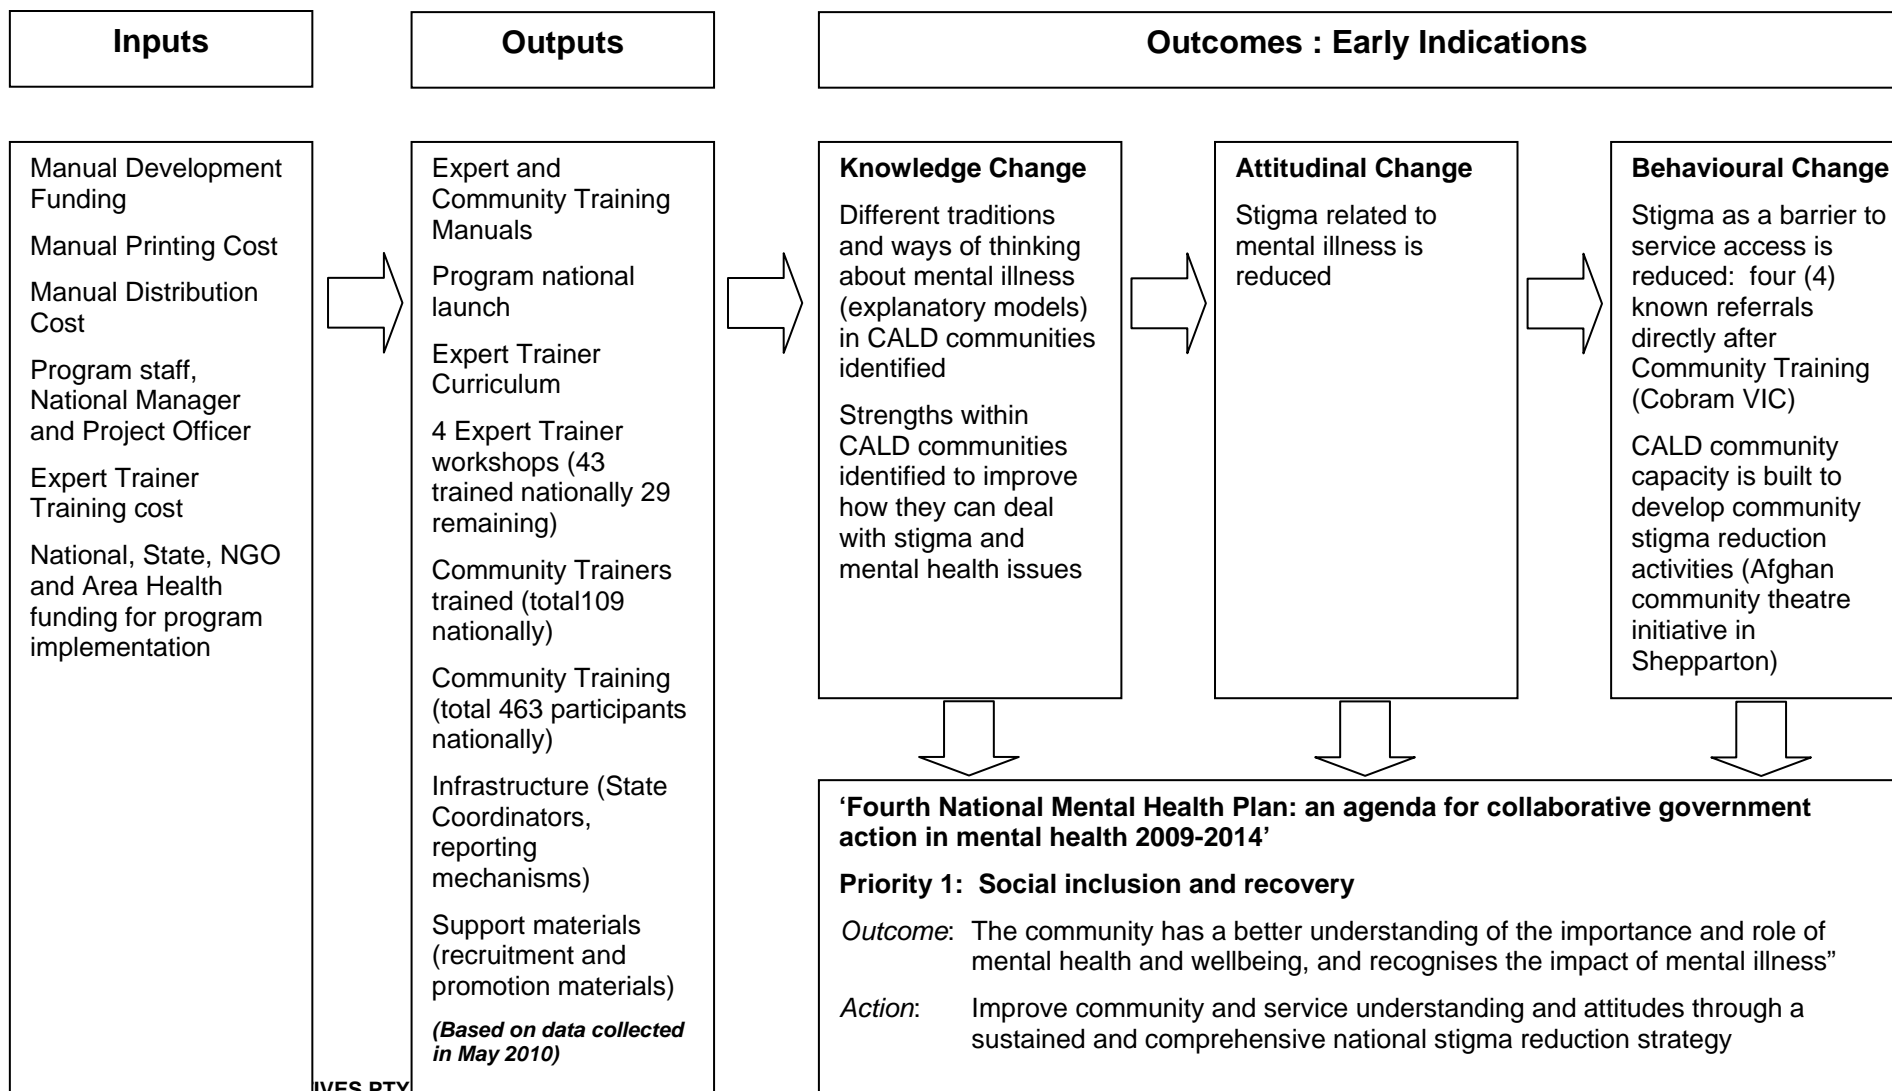 Inputs
Outputs
Outcomes : Early Indications
Manual Development
Funding
Manual Printing Cost
Manual Distribution
Cost
Program staff,
National Manager
and Project Officer
Expert Trainer
Training cost
National, State, NGO
and Area Health
funding for program
implementation
Expert and
Community Training
Manuals
Program national
launch
Expert Trainer
Curriculum
4 Expert Trainer
workshops (43
trained nationally 29
remaining)
Community Trainers
trained (total109
nationally)
Community Training
(total 463 participants
nationally)
Infrastructure (State
Coordinators,
reporting
mechanisms)
Support materials
(recruitment and
promotion materials)
(Based on data collected
in May 2010)
Knowledge Change
Different traditions
and ways of thinking
about mental illness
(explanatory models)
in CALD communities
identified
Strengths within
CALD communities
identified to improve
how they can deal
with stigma and
mental health issues
Attitudinal Change
Stigma related to
mental illness is
reduced
Behavioural Change
Stigma as a barrier to
service access is
reduced: four (4)
known referrals
directly after
Community Training
(Cobram VIC)
CALD community
capacity is built to
develop community
stigma reduction
activities (Afghan
community theatre
initiative in
Shepparton)
‘Fourth National Mental Health Plan: an agenda for collaborative government
action in mental health 2009-2014’
Priority 1: Social inclusion and recovery
Outcome: The community has a better understanding of the importance and role of
mental health and wellbeing, and recognises the impact of mental illness”
Action: Improve community and service understanding and attitudes through a
sustained and comprehensive national stigma reduction strategy
IVES PTY